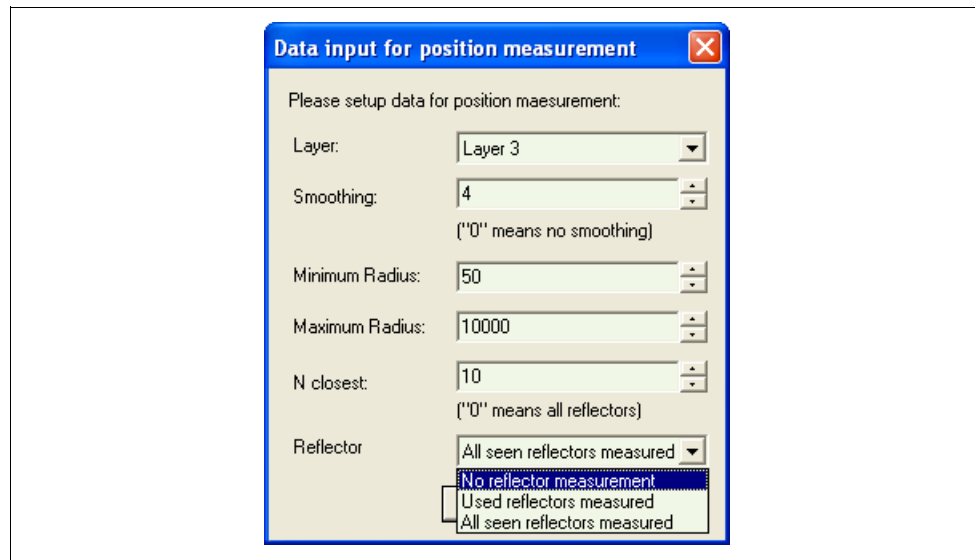 Data input for position measurement
Please setup data for position maesurement:
Layer: Layer 3
Smoothing: 4
("0" means no smoothing)
Minimum Radius: 50
Maximum Radius: 10000
N closest: 10
("0" means all reflectors)
Reflector All seen reflectors measured
No reflector measurement
Used reflectors measured
All seen reflectors measured